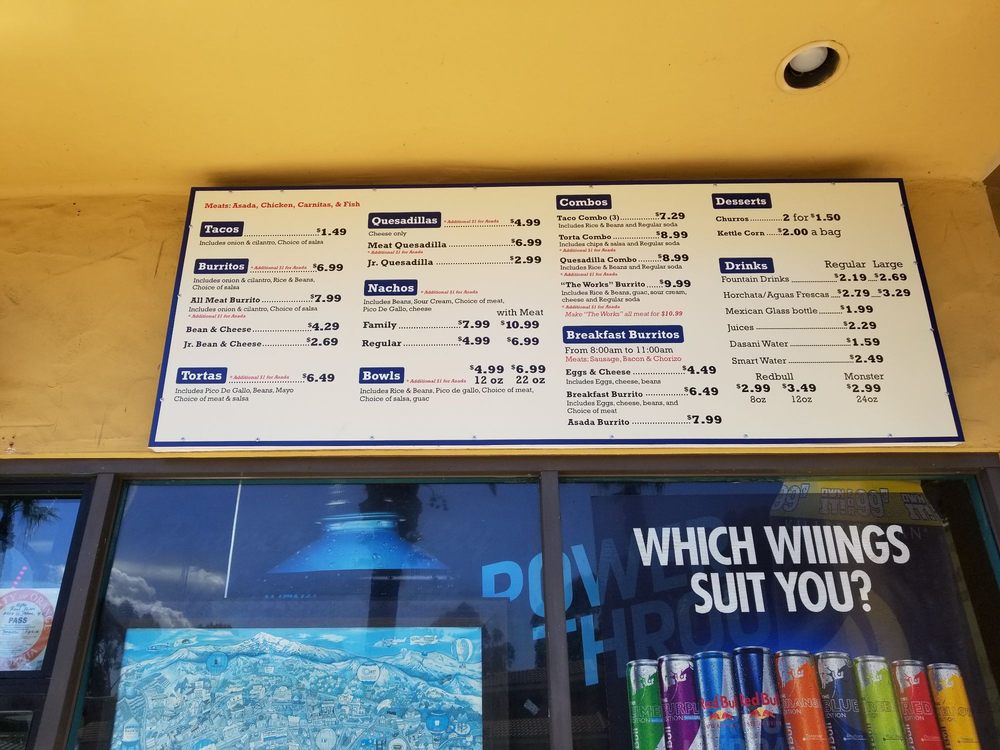 Meats: Asada, Chicken, Carnitas, & Fish
Tacos $1.49
Includes onion & cilantro, Choice of salsa
Burritos * Additional $1 for Asada $6.99
Includes onion & cilantro, Rice & Beans,
Choice of salsa
All Meat Burrito $7.99
Includes onion & cilantro, Choice of salsa
* Additional $1 for Asada
Bean & Cheese $4.29
Jr. Bean & Cheese $2.69
Tortas * Additional $1 for Asada $6.49
Includes Pico De Gallo, Beans, Mayo
Choice of meat & salsa
Quesadillas * Additional $1 for Asada $4.99
Cheese only
Meat Quesadilla $6.99
* Additional $1 for Asada
Jr. Quesadilla $2.99
Nachos * Additional $1 for Asada
Includes Beans, Sour Cream, Choice of meat,
Pico De Gallo, cheese
with Meat
Family $7.99 $10.99
Regular $4.99 $6.99
Bowls * Additional $1 for Asada $4.99 $6.99
12 oz 22 oz
Includes Rice & Beans, Pico de gallo, Choice of meat,
Choice of salsa, guac
Combos
Taco Combo (3) $7.29
Includes Rice & Beans and Regular soda
Torta Combo $8.99
Includes chips & salsa and Regular soda
* Additional $1 for Asada
Quesadilla Combo $8.99
Includes Rice & Beans and Regular soda
* Additional $1 for Asada
"The Works" Burrito $9.99
Includes Rice & Beans, guac, sour cream,
cheese and Regular soda
* Additional $1 for Asada
Make "The Works" all meat for $10.99
Breakfast Burritos
From 8:00am to 11:00am
Meats: Sausage, Bacon & Chorizo
Eggs & Cheese $4.49
Includes Eggs, cheese, beans
Breakfast Burrito $6.49
Includes Eggs, cheese, beans, and
Choice of meat
Asada Burrito $7.99
Desserts
Churros 2 for $1.50
Kettle Corn $2.00 a bag
Drinks Regular Large
Fountain Drinks $2.19 $2.69
Horchata/Aguas Frescas $2.79 $3.29
Mexican Glass bottle $1.99
Juices $2.29
Dasani Water $1.59
Smart Water $2.49
Redbull Monster
$2.99 $3.49 $2.99
8oz 12oz 24oz
WHICH WIIINGS
SUIT YOU?
POWER
THROUGH
PASS
Red Bull Red Bull
BLUE
RED
EDITION